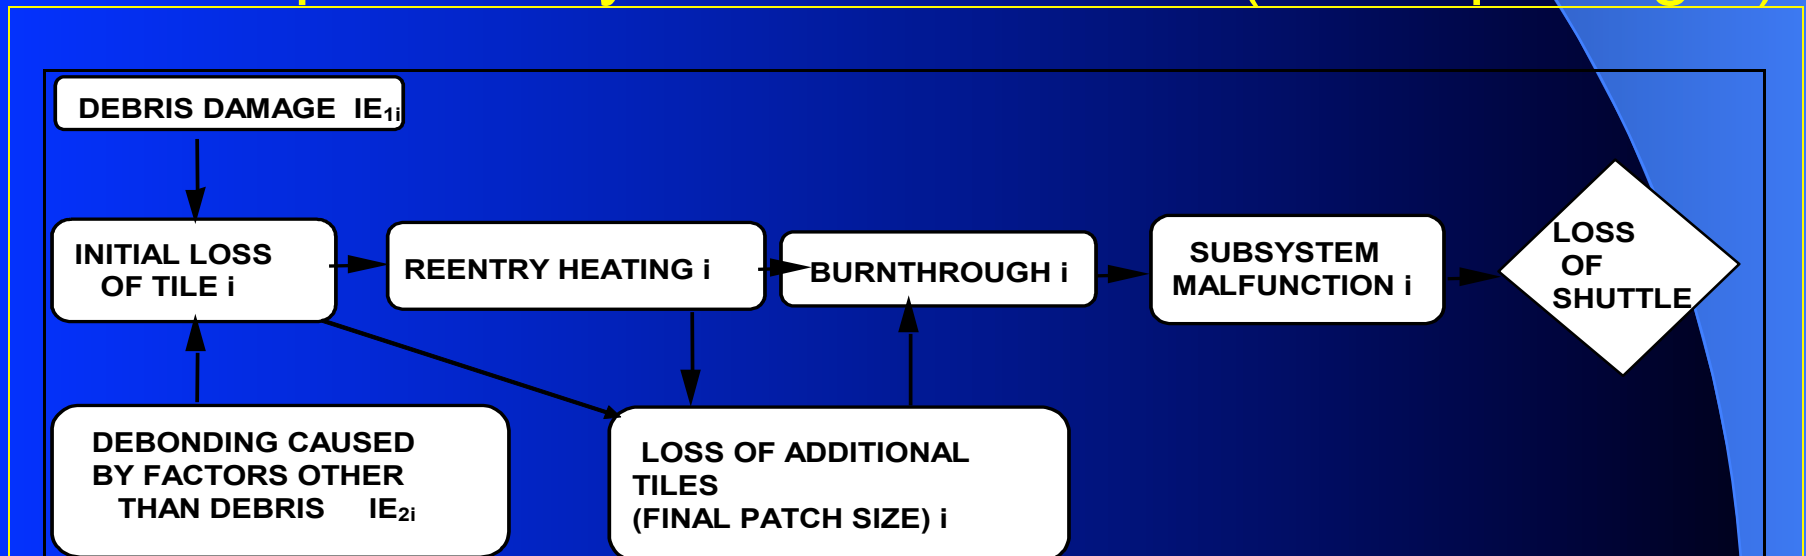 DEBRIS DAMAGE IE1i
INITIAL LOSS
OF TILE i
REENTRY HEATING i
BURNTHROUGH i
SUBSYSTEM
MALFUNCTION i
LOSS
OF
SHUTTLE
DEBONDING CAUSED
BY FACTORS OTHER
THAN DEBRIS IE2i
LOSS OF ADDITIONAL
TILES
(FINAL PATCH SIZE) i